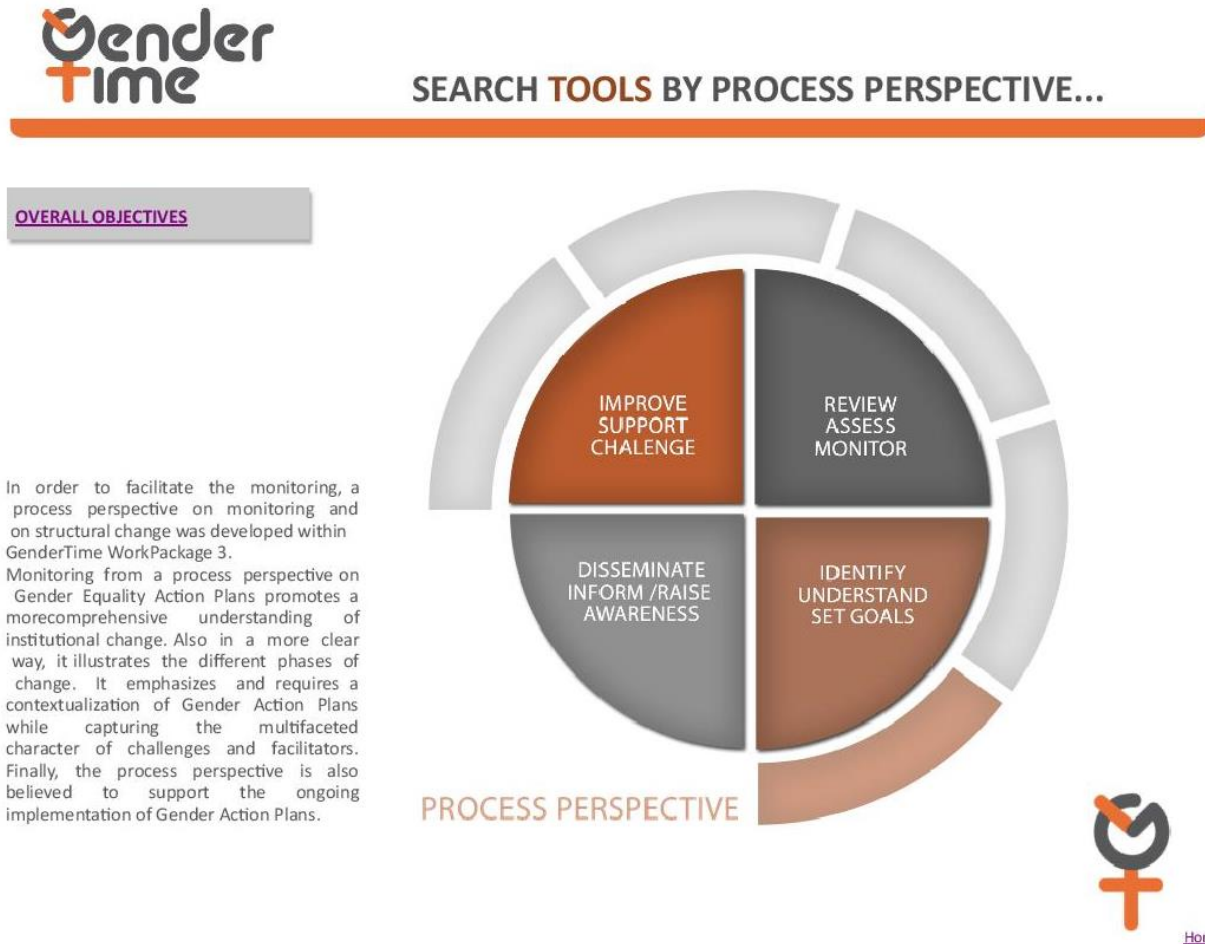 Gender
Time
SEARCH TOOLS BY PROCESS PERSPECTIVE...
OVERALL OBJECTIVES
In order to facilitate the monitoring, a
process perspective on monitoring and
on structural change was developed within
GenderTime WorkPackage 3.
Monitoring from a process perspective on
Gender Equality Action Plans promotes a
morecomprehensive understanding of
institutional change. Also in a more clear
way, it illustrates the different phases of
change. It emphasizes and requires a
contextualization of Gender Action Plans
while capturing the multifaceted
character of challenges and facilitators.
Finally, the process perspective is also
believed to support the ongoing
implementation of Gender Action Plans.
IMPROVE
SUPPORT
CHALENGE
REVIEW
ASSESS
MONITOR
DISSEMINATE
INFORM /RAISE
AWARENESS
IDENTIFY
UNDERSTAND
SET GOALS
PROCESS PERSPECTIVE